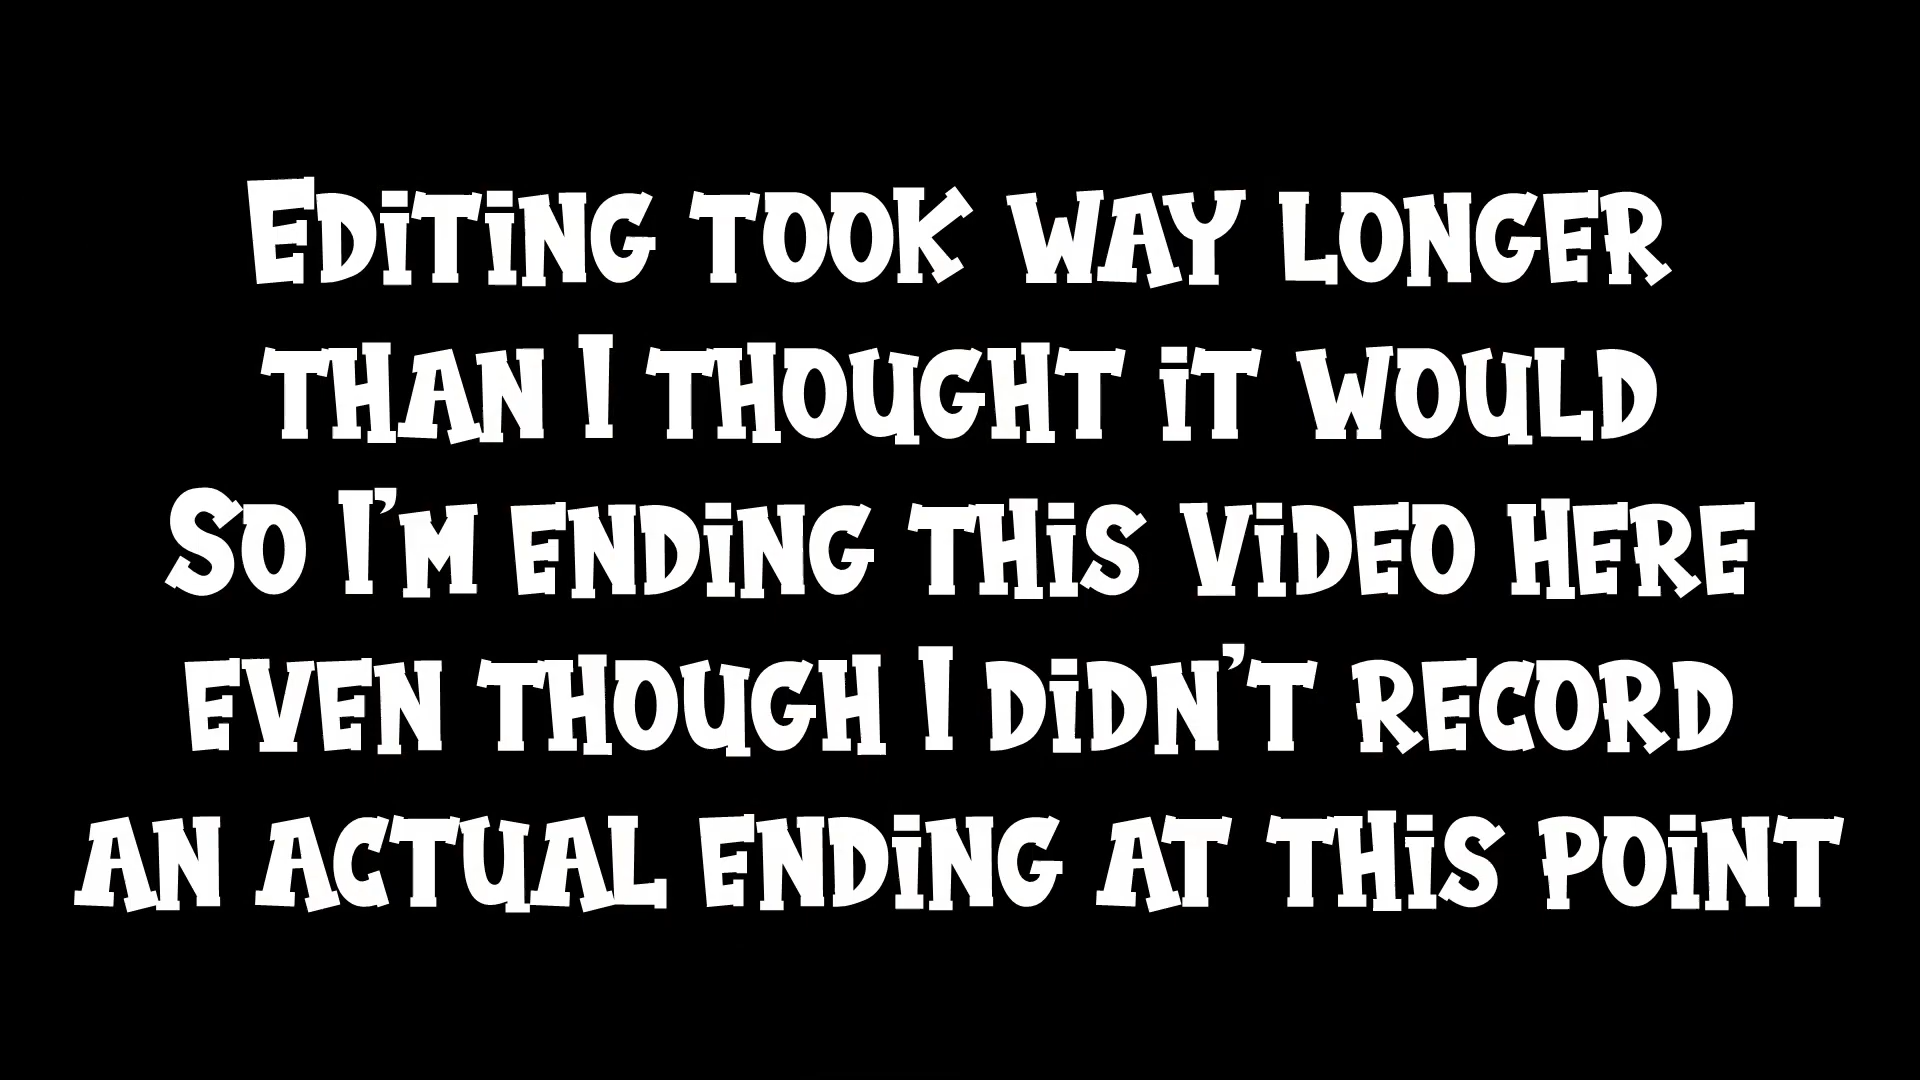 Editing took way longer
than I thought it would
So I'm ending this video here
even though I didn't record
an actual ending at this point